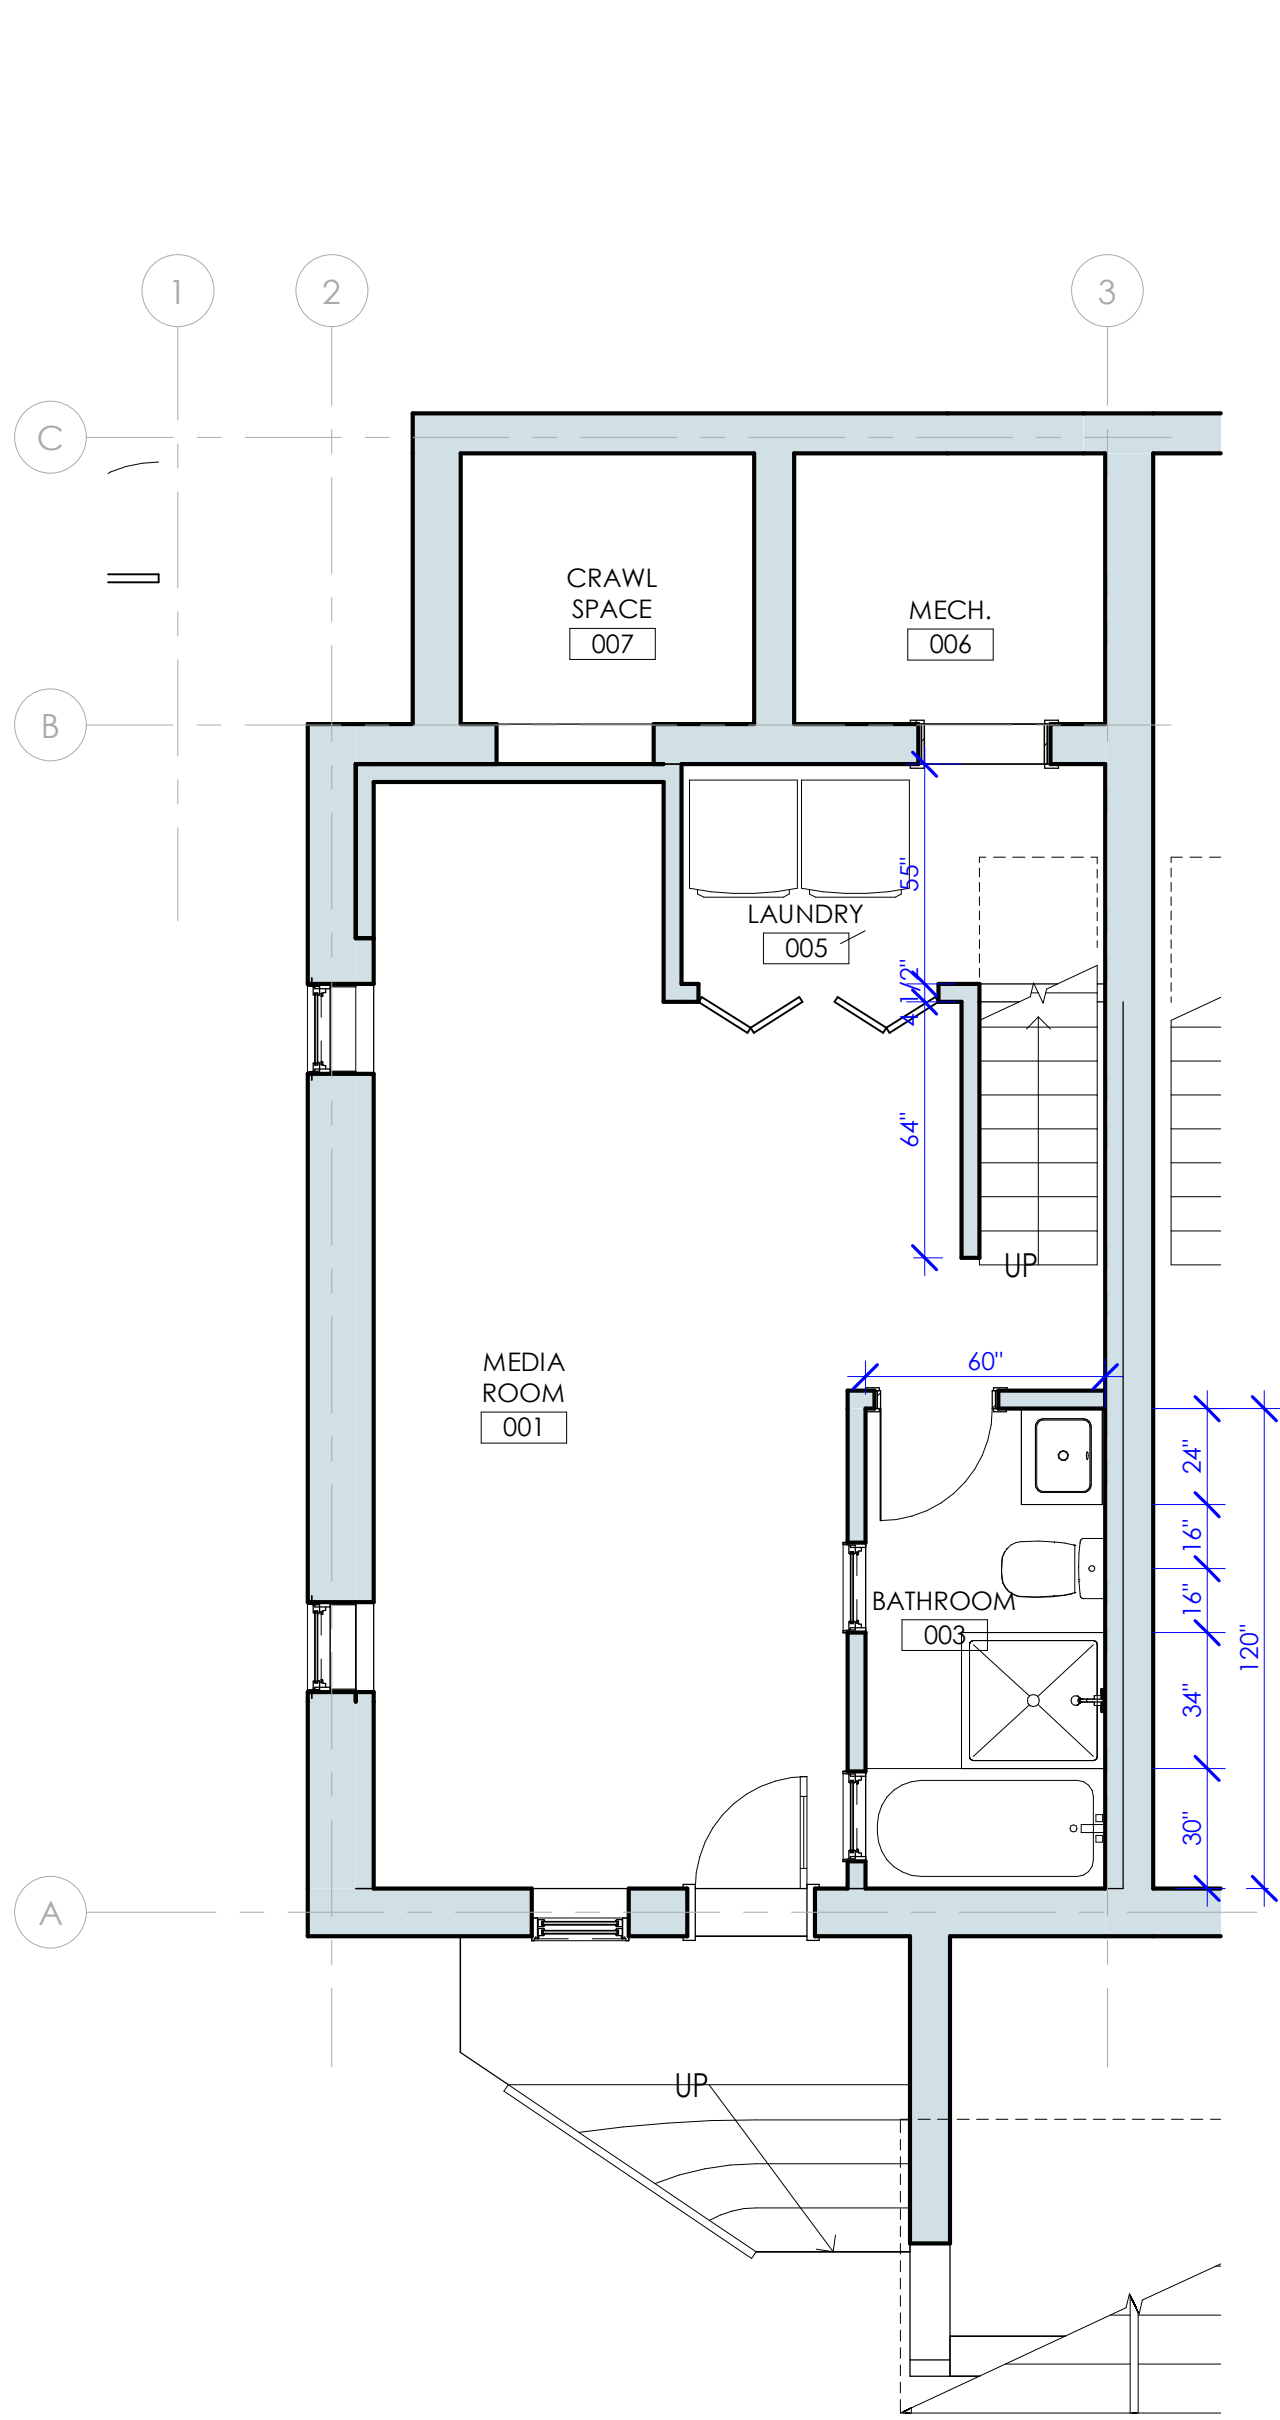 1
2
3
C
CRAWL
SPACE
007
MECH.
006
B
55"
LAUNDRY
005
4 1/2"
64"
UP
60"
MEDIA
ROOM
001
24"
16"
BATHROOM
003
16"
120"
34"
30"
A
UP